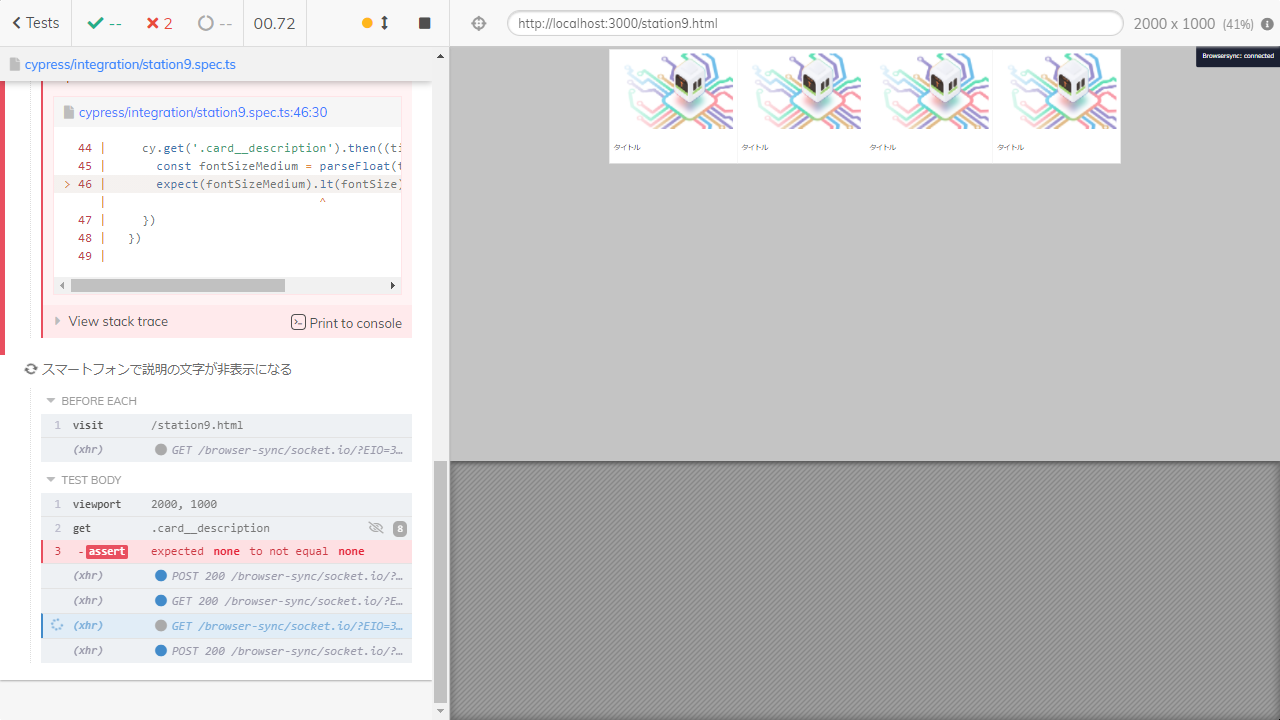 Tests
--
2
--
00.72
http://localhost:3000/station9.html
2000 x 1000 (41%)
cypress/integration/station9.spec.ts
cypress/integration/station9.spec.ts:46:30
44 | cy.get('.card__description').then((ti
45 | const fontSizeMedium = parseFloat(t
> 46 | expect(fontSizeMedium).lt(fontSize)
| ^
47 | })
48 | })
49 |
View stack trace
Print to console
スマートフォンで説明の文字が非表示になる
BEFORE EACH
1 visit /station9.html
(xhr) GET /browser-sync/socket.io/?EIO=3…
TEST BODY
1 viewport 2000, 1000
2 get .card__description 8
3 -assert expected none to not equal none
(xhr) POST 200 /browser-sync/socket.io/?…
(xhr) GET 200 /browser-sync/socket.io/?E…
(xhr) GET /browser-sync/socket.io/?EIO=3…
(xhr) POST 200 /browser-sync/socket.io/?…
Browsersync: connected
タイトル
タイトル
タイトル
タイトル